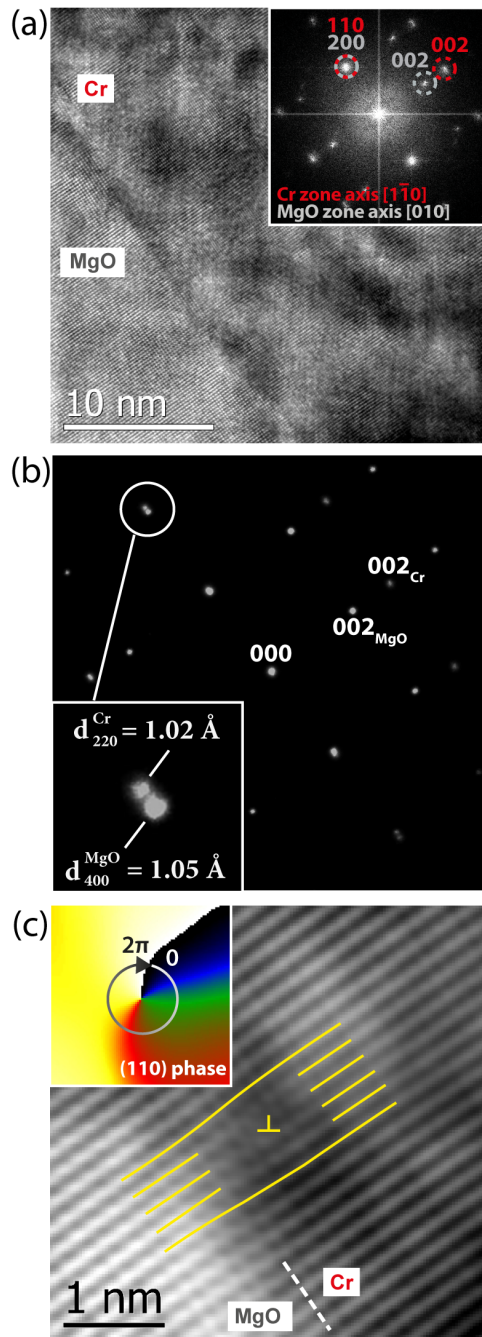 (a)
Cr
110
200
002
002
Cr zone axis [11̅0]
MgO zone axis [010]
MgO
10 nm
(b)
002Cr
002MgO
000
dCr220 = 1.02 Å
dMgO400 = 1.05 Å
(c)
2π
0
(110) phase
⊥
Cr
MgO
1 nm